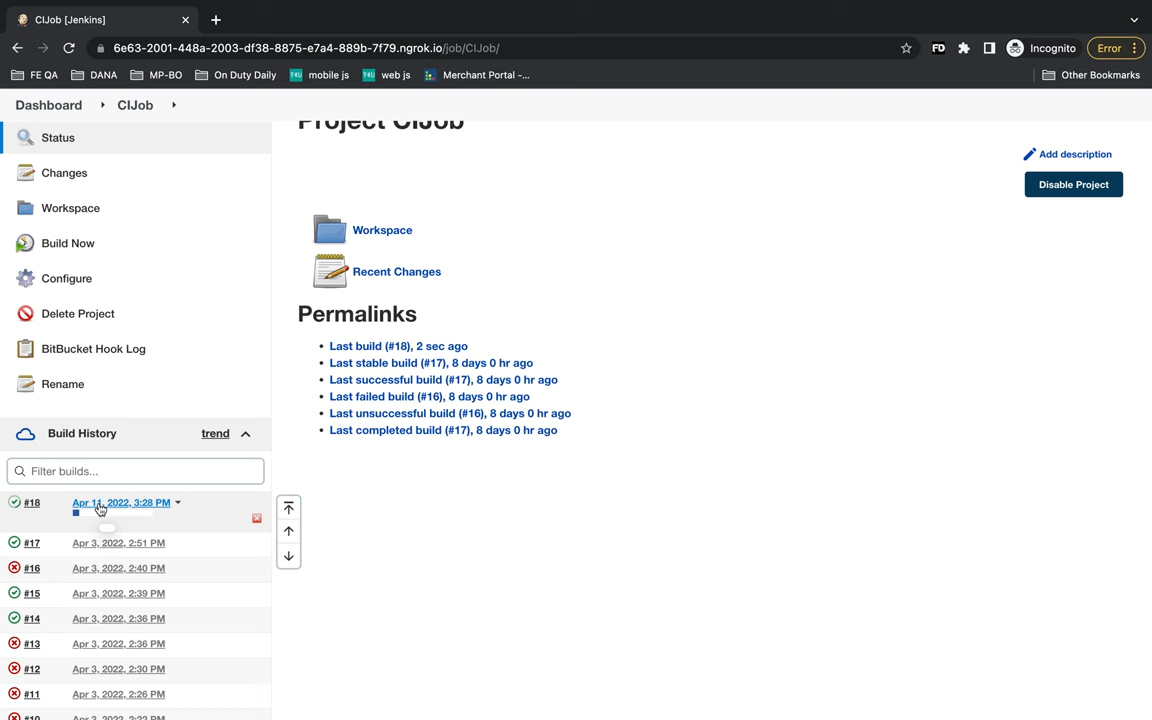 CIJob [Jenkins]
6e63-2001-448a-2003-df38-8875-e7a4-889b-7f79.ngrok.io/job/CIJob/
FD
Incognito
Error
FE QA
DANA
MP-BO
On Duty Daily
T4U mobile js
T4U web js
Merchant Portal -...
Other Bookmarks
Dashboard
CIJob
Status
Changes
Workspace
Build Now
Configure
Delete Project
BitBucket Hook Log
Rename
Build History
trend
Filter builds...
#18 Apr 11, 2022, 3:28 PM
#17 Apr 3, 2022, 2:51 PM
#16 Apr 3, 2022, 2:40 PM
#15 Apr 3, 2022, 2:39 PM
#14 Apr 3, 2022, 2:36 PM
#13 Apr 3, 2022, 2:36 PM
#12 Apr 3, 2022, 2:30 PM
#11 Apr 3, 2022, 2:26 PM
Project CIJob
Add description
Disable Project
Workspace
Recent Changes
Permalinks
Last build (#18), 2 sec ago
Last stable build (#17), 8 days 0 hr ago
Last successful build (#17), 8 days 0 hr ago
Last failed build (#16), 8 days 0 hr ago
Last unsuccessful build (#16), 8 days 0 hr ago
Last completed build (#17), 8 days 0 hr ago